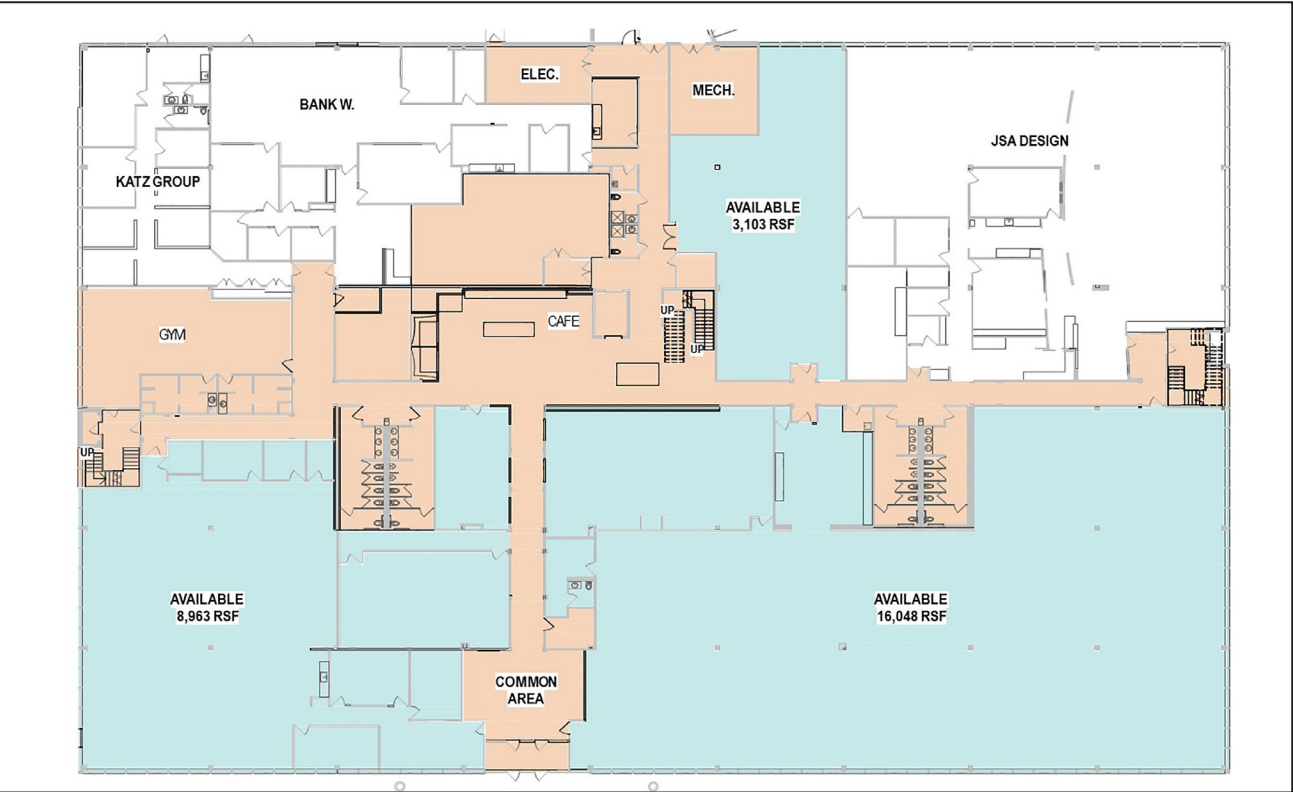 ELEC.
MECH.
BANK W.
JSA DESIGN
KATZ GROUP
AVAILABLE
3,103 RSF
GYM
CAFE
UP
UP
UP
AVAILABLE
8,963 RSF
AVAILABLE
16,048 RSF
COMMON
AREA